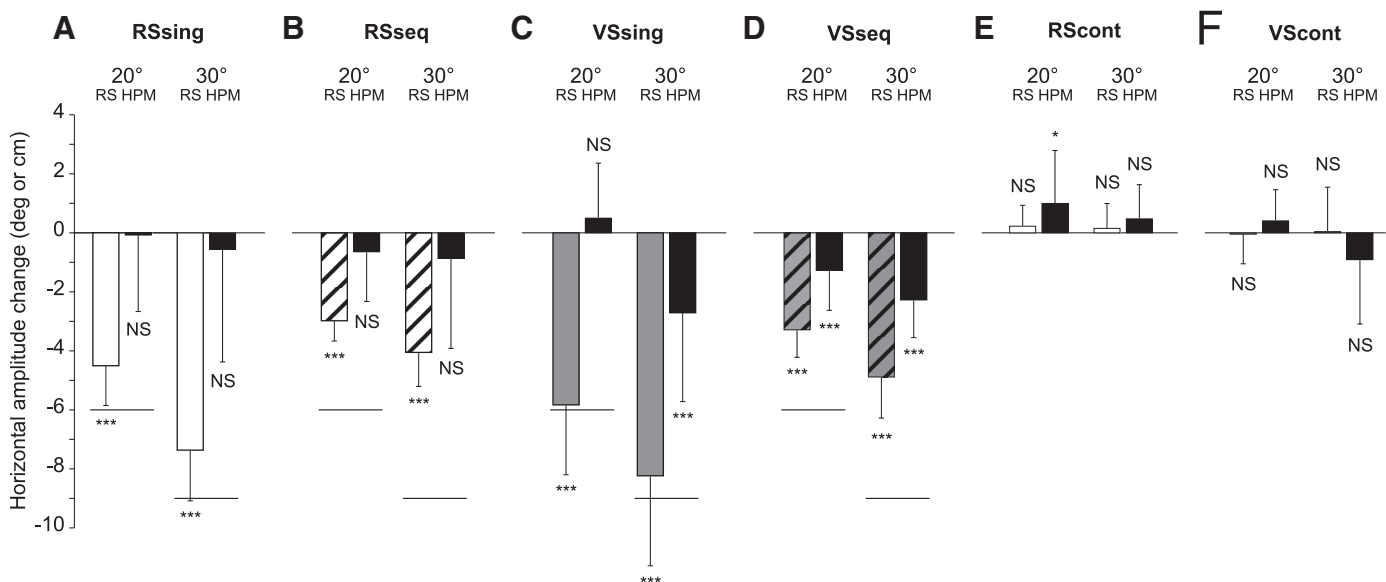 A RSsing B RSseq C VSsing D VSseq E RScont F VScont
20° 30° 20° 30° 20° 30° 20° 30° 20° 30° 20° 30°
RS HPM RS HPM RS HPM RS HPM RS HPM RS HPM RS HPM RS HPM RS HPM RS HPM RS HPM RS HPM
Horizontal amplitude change (deg or cm)
4
2
0
-2
-4
-6
-8
-10
*** NS *** NS
*** NS *** NS
*** NS *** ***
*** *** *** ***
NS * NS NS
NS NS NS NS